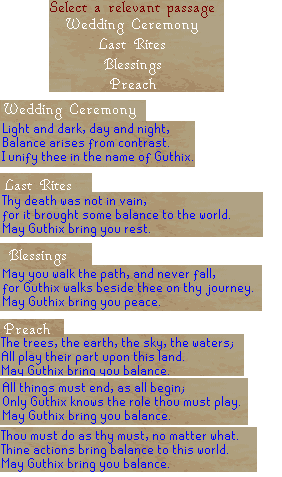 Select a relevant passage
Wedding Ceremony
Last Rites
Blessings
Preach
Wedding Ceremony
Light and dark, day and night,
Balance arises from contrast.
I unify thee in the name of Guthix.
Last Rites
Thy death was not in vain,
for it brought some balance to the world.
May Guthix bring you rest.
Blessings
May you walk the path, and never fall,
for Guthix walks beside thee on thy journey.
May Guthix bring you peace.
Preach
The trees, the earth, the sky, the waters;
All play their part upon this land.
May Guthix bring you balance.
All things must end, as all begin;
Only Guthix knows the role thou must play.
May Guthix bring you balance.
Thou must do as thy must, no matter what.
Thine actions bring balance to this world.
May Guthix bring you balance.